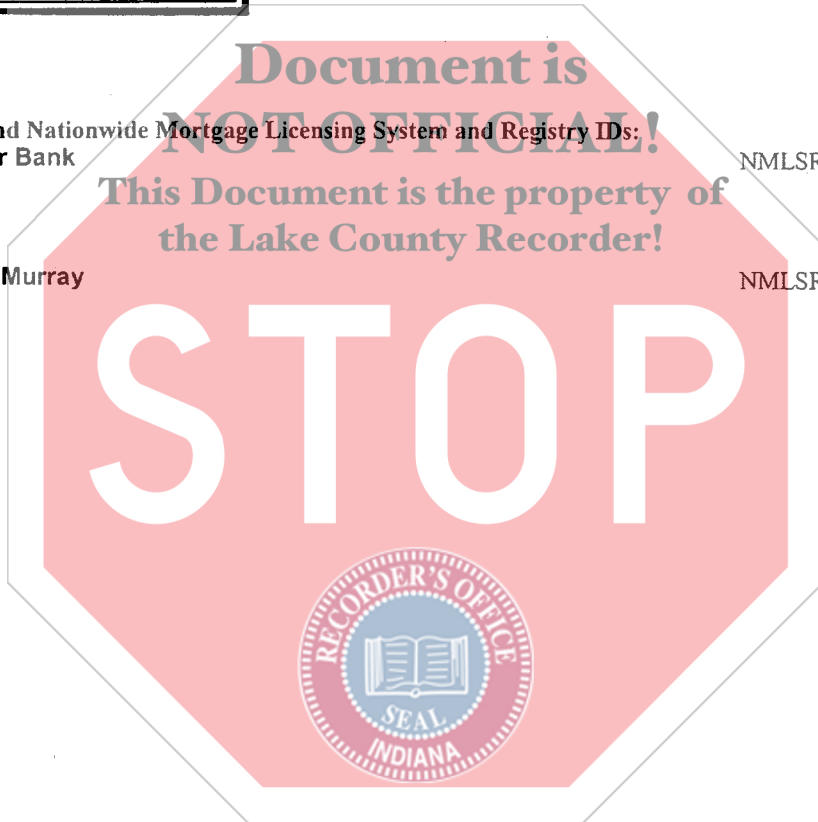 Document is
NOT OFFICIAL!
nd Nationwide Mortgage Licensing System and Registry IDs:
r Bank
NMLSR
This Document is the property of
the Lake County Recorder!
Murray
NMLSR
STOP
RECORDER'S OFFICE
SEAL
INDIANA